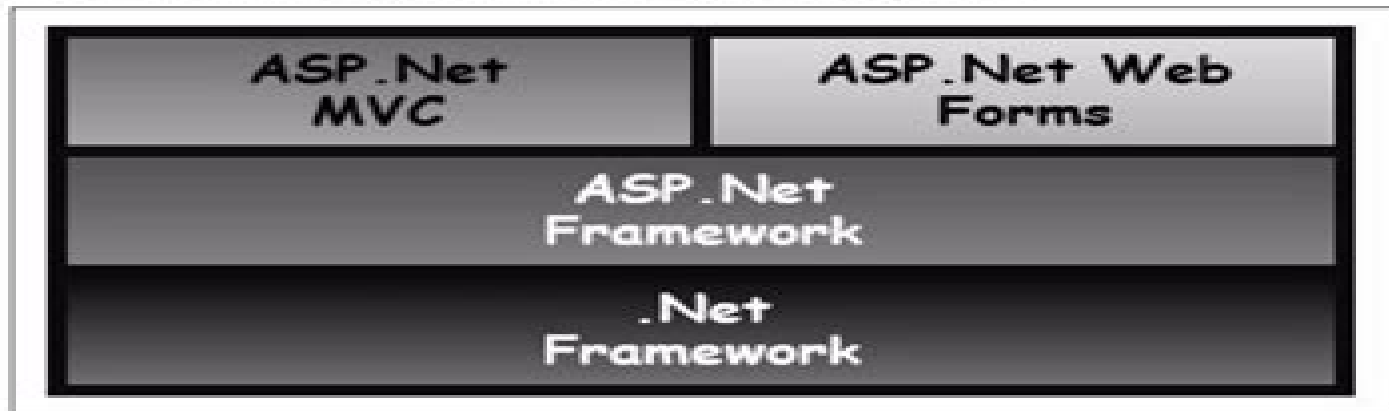 ASP.Net
MVC
ASP.Net Web
Forms
ASP.Net
Framework
.Net
Framework